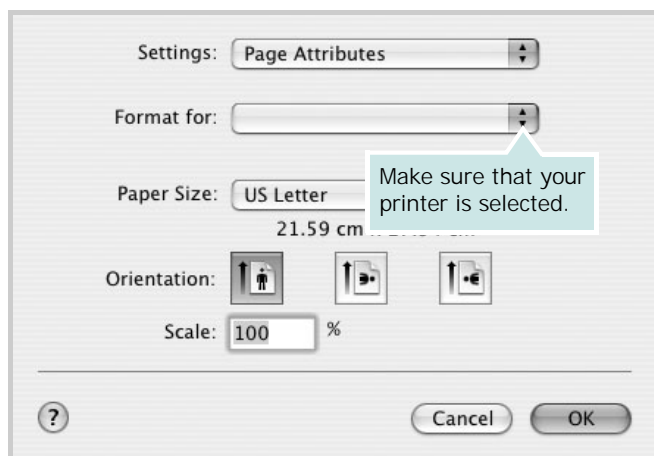 Settings: Page Attributes
Format for:
Make sure that your
printer is selected.
Paper Size: US Letter
21.59 cm
Orientation:
Scale: 100 %
? Cancel OK